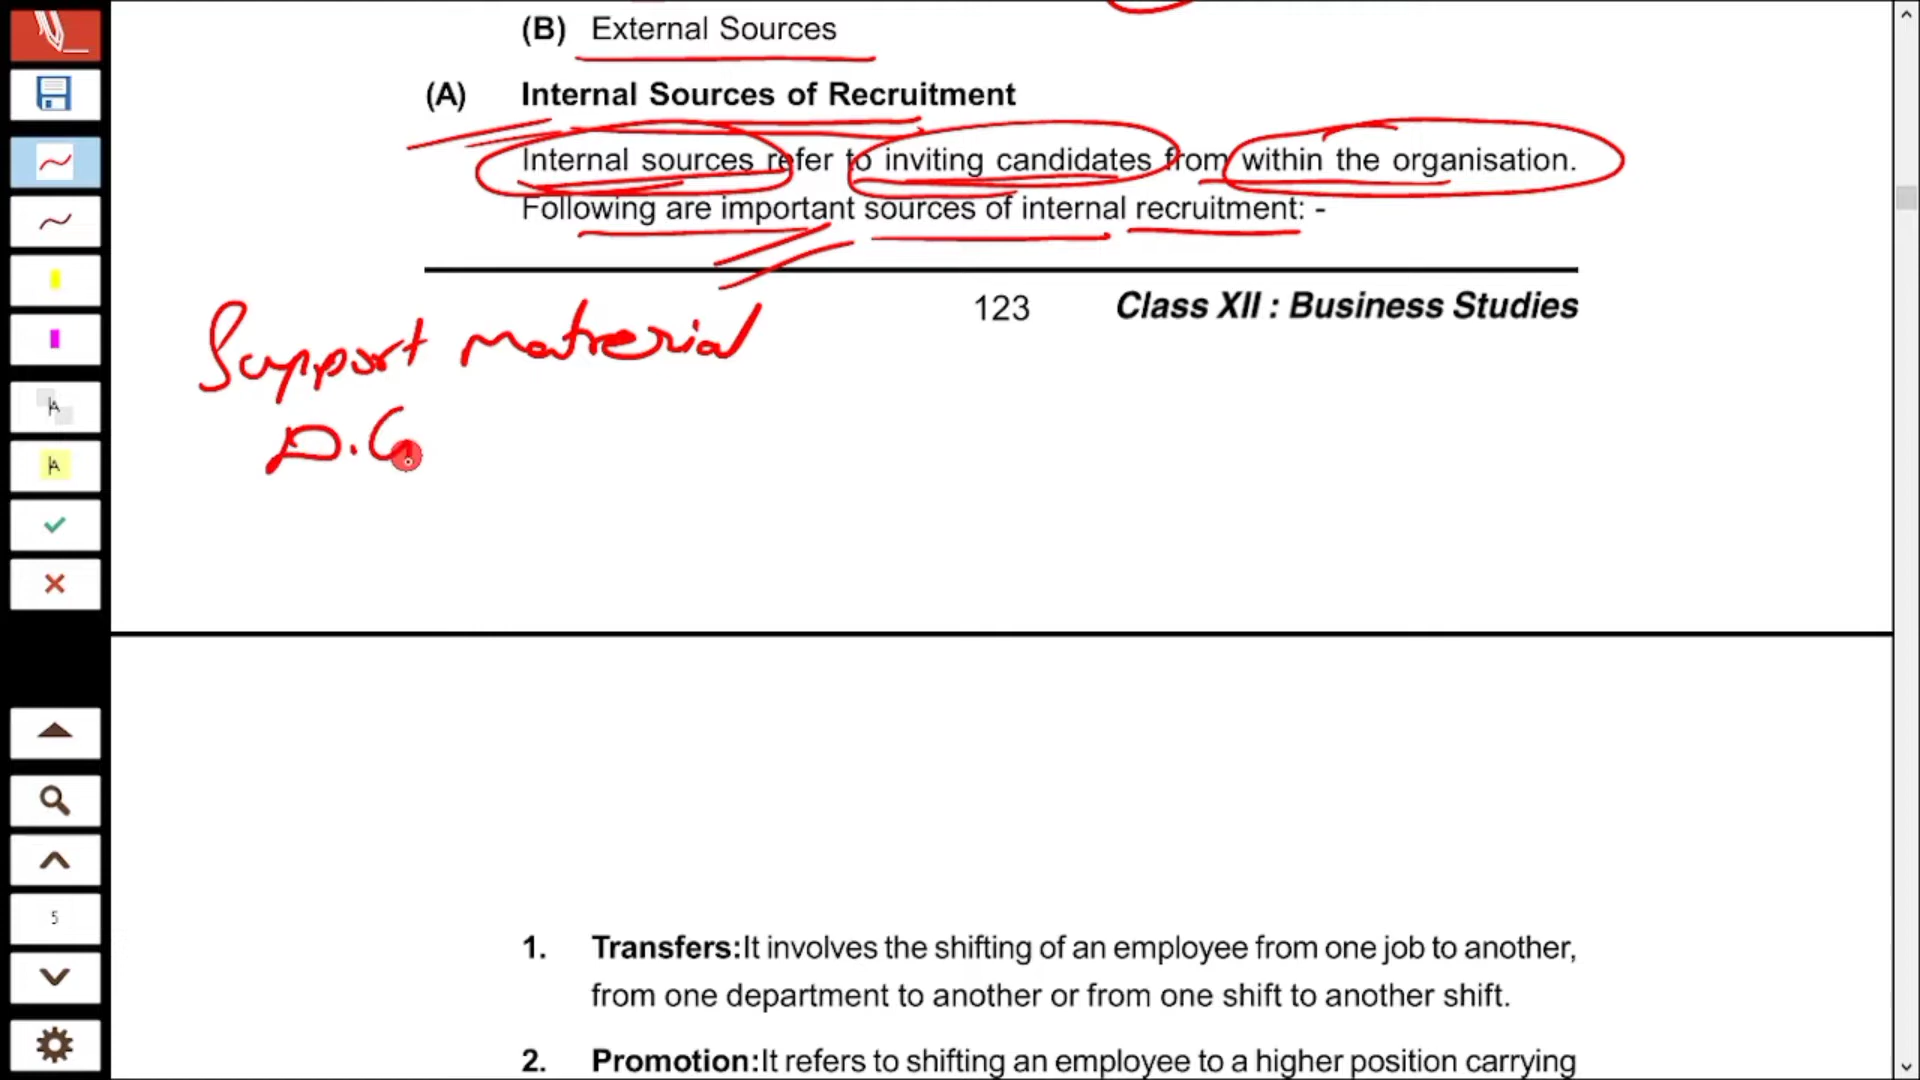 (B) External Sources
(A) Internal Sources of Recruitment
Internal sources refer to inviting candidates from within the organisation.
Following are important sources of internal recruitment: -
123 Class XII : Business Studies
Support material
D.G
5
1. Transfers:It involves the shifting of an employee from one job to another,
from one department to another or from one shift to another shift.
2. Promotion:It refers to shifting an employee to a higher position carrying